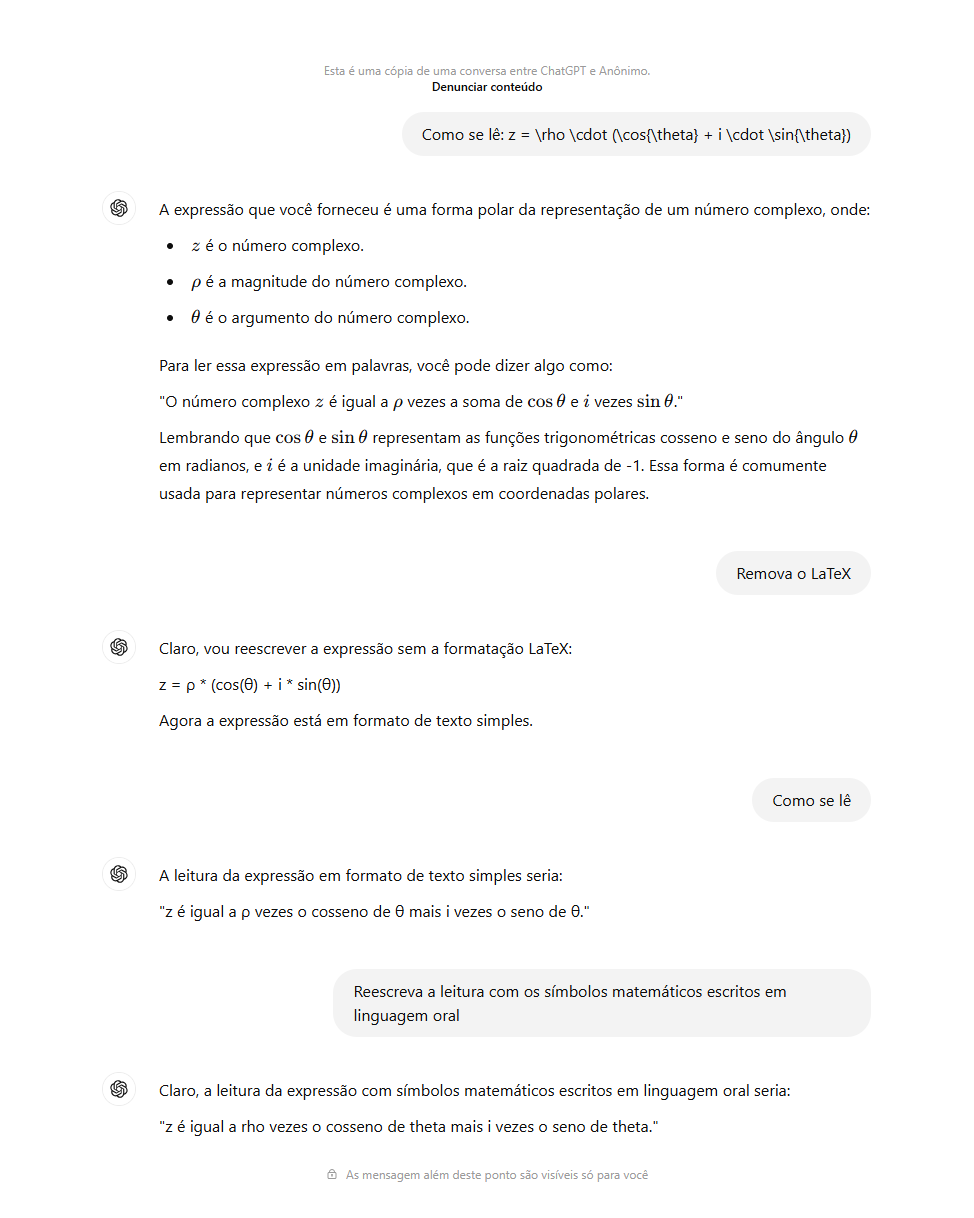 Esta é uma cópia de uma conversa entre ChatGPT e Anônimo.
Denunciar conteúdo
Como se lê: z = \rho \cdot (\cos{\theta} + i \cdot \sin{\theta})
A expressão que você forneceu é uma forma polar da representação de um número complexo, onde:
• z é o número complexo.
• ρ é a magnitude do número complexo.
• θ é o argumento do número complexo.
Para ler essa expressão em palavras, você pode dizer algo como:
"O número complexo z é igual a ρ vezes a soma de cos θ e i vezes sin θ."
Lembrando que cos θ e sin θ representam as funções trigonométricas cosseno e seno do ângulo θ
em radianos, e i é a unidade imaginária, que é a raiz quadrada de -1. Essa forma é comumente
usada para representar números complexos em coordenadas polares.
Remova o LaTeX
Claro, vou reescrever a expressão sem a formatação LaTeX:
z = ρ * (cos(θ) + i * sin(θ))
Agora a expressão está em formato de texto simples.
Como se lê
A leitura da expressão em formato de texto simples seria:
"z é igual a ρ vezes o cosseno de θ mais i vezes o seno de θ."
Reescreva a leitura com os símbolos matemáticos escritos em
linguagem oral
Claro, a leitura da expressão com símbolos matemáticos escritos em linguagem oral seria:
"z é igual a rho vezes o cosseno de theta mais i vezes o seno de theta."
As mensagem além deste ponto são visíveis só para você